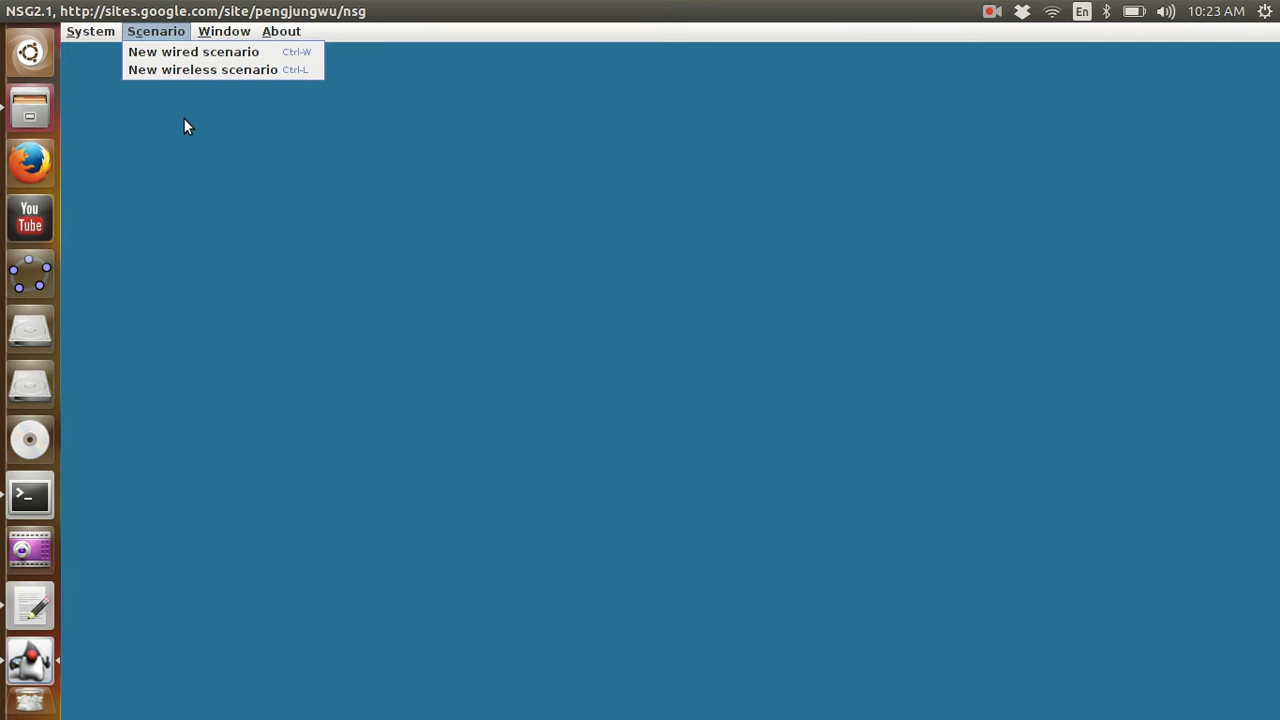 NSG2.1, http://sites.google.com/site/pengjungwu/nsg
En
10:23 AM
System Scenario Window About
New wired scenario Ctrl-W
New wireless scenario Ctrl-L
You
Tube
>_